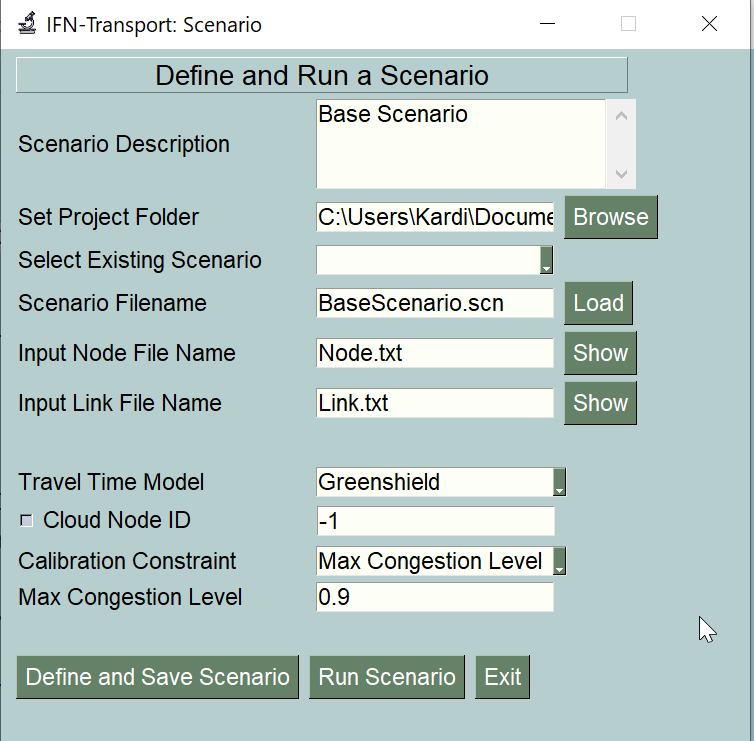 IFN-Transport: Scenario
Define and Run a Scenario
Scenario Description Base Scenario
Set Project Folder C:\Users\Kardi\Docume Browse
Select Existing Scenario
Scenario Filename BaseScenario.scn Load
Input Node File Name Node.txt Show
Input Link File Name Link.txt Show
Travel Time Model Greenshield
Cloud Node ID -1
Calibration Constraint Max Congestion Level
Max Congestion Level 0.9
Define and Save Scenario Run Scenario Exit